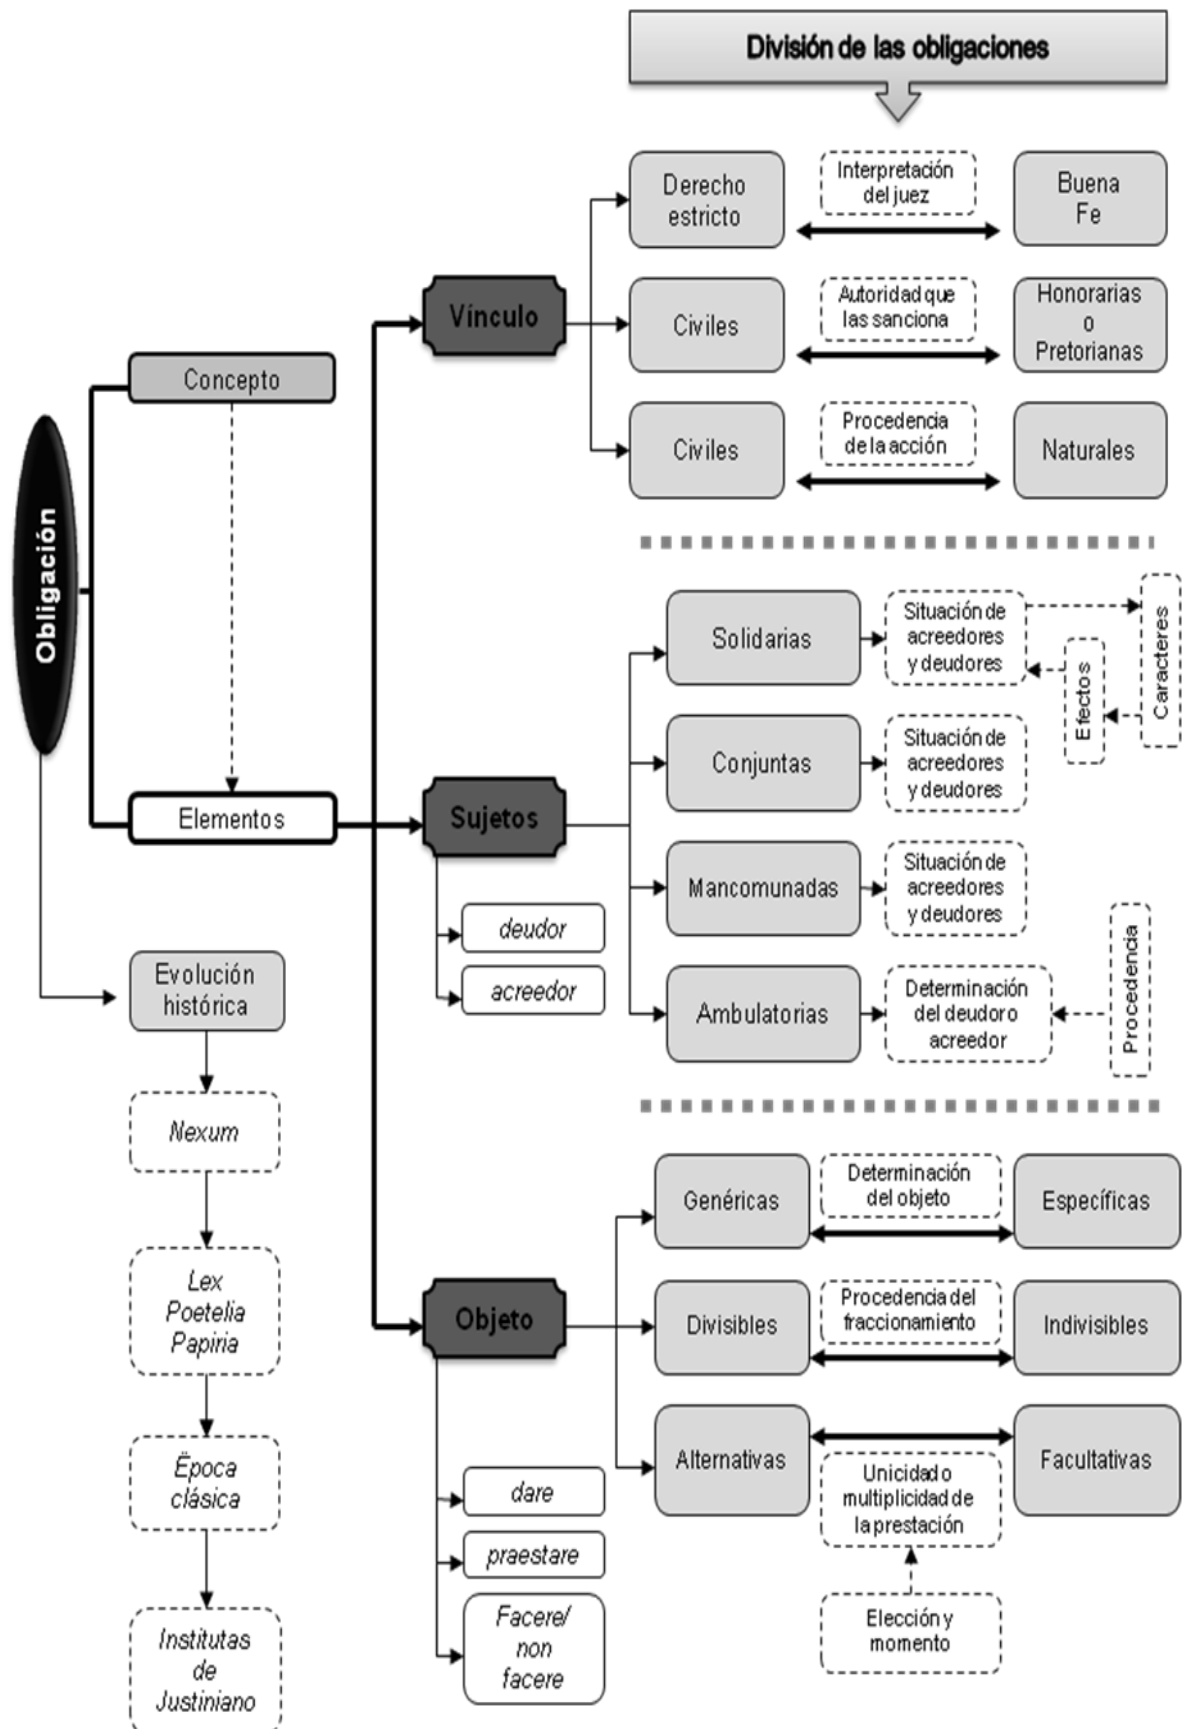 División de las obligaciones
Derecho
estricto
Interpretación
del juez
Buena
Fe
Vínculo
Civiles
Autoridad que
las sanciona
Honorarias
o
Pretorianas
Civiles
Procedencia
de la acción
Naturales
Concepto
Obligación
Elementos
Sujetos
deudor
acreedor
Solidarias
Situación de
acreedores
y deudores
Efectos
Caracteres
Conjuntas
Situación de
acreedores
y deudores
Mancomunadas
Situación de
acreedores
y deudores
Ambulatorias
Determinación
del deudor o
acreedor
Procedencia
Evolución
histórica
Nexum
Lex
Poetelia
Papiria
Ëpoca
clásica
Institutas
de
Justiniano
Objeto
dare
praestare
Facere/
non
facere
Genéricas
Determinación
del objeto
Específicas
Divisibles
Procedencia del
fraccionamiento
Indivisibles
Alternativas
Unicidad o
multiplicidad de
la prestación
Facultativas
Elección y
momento